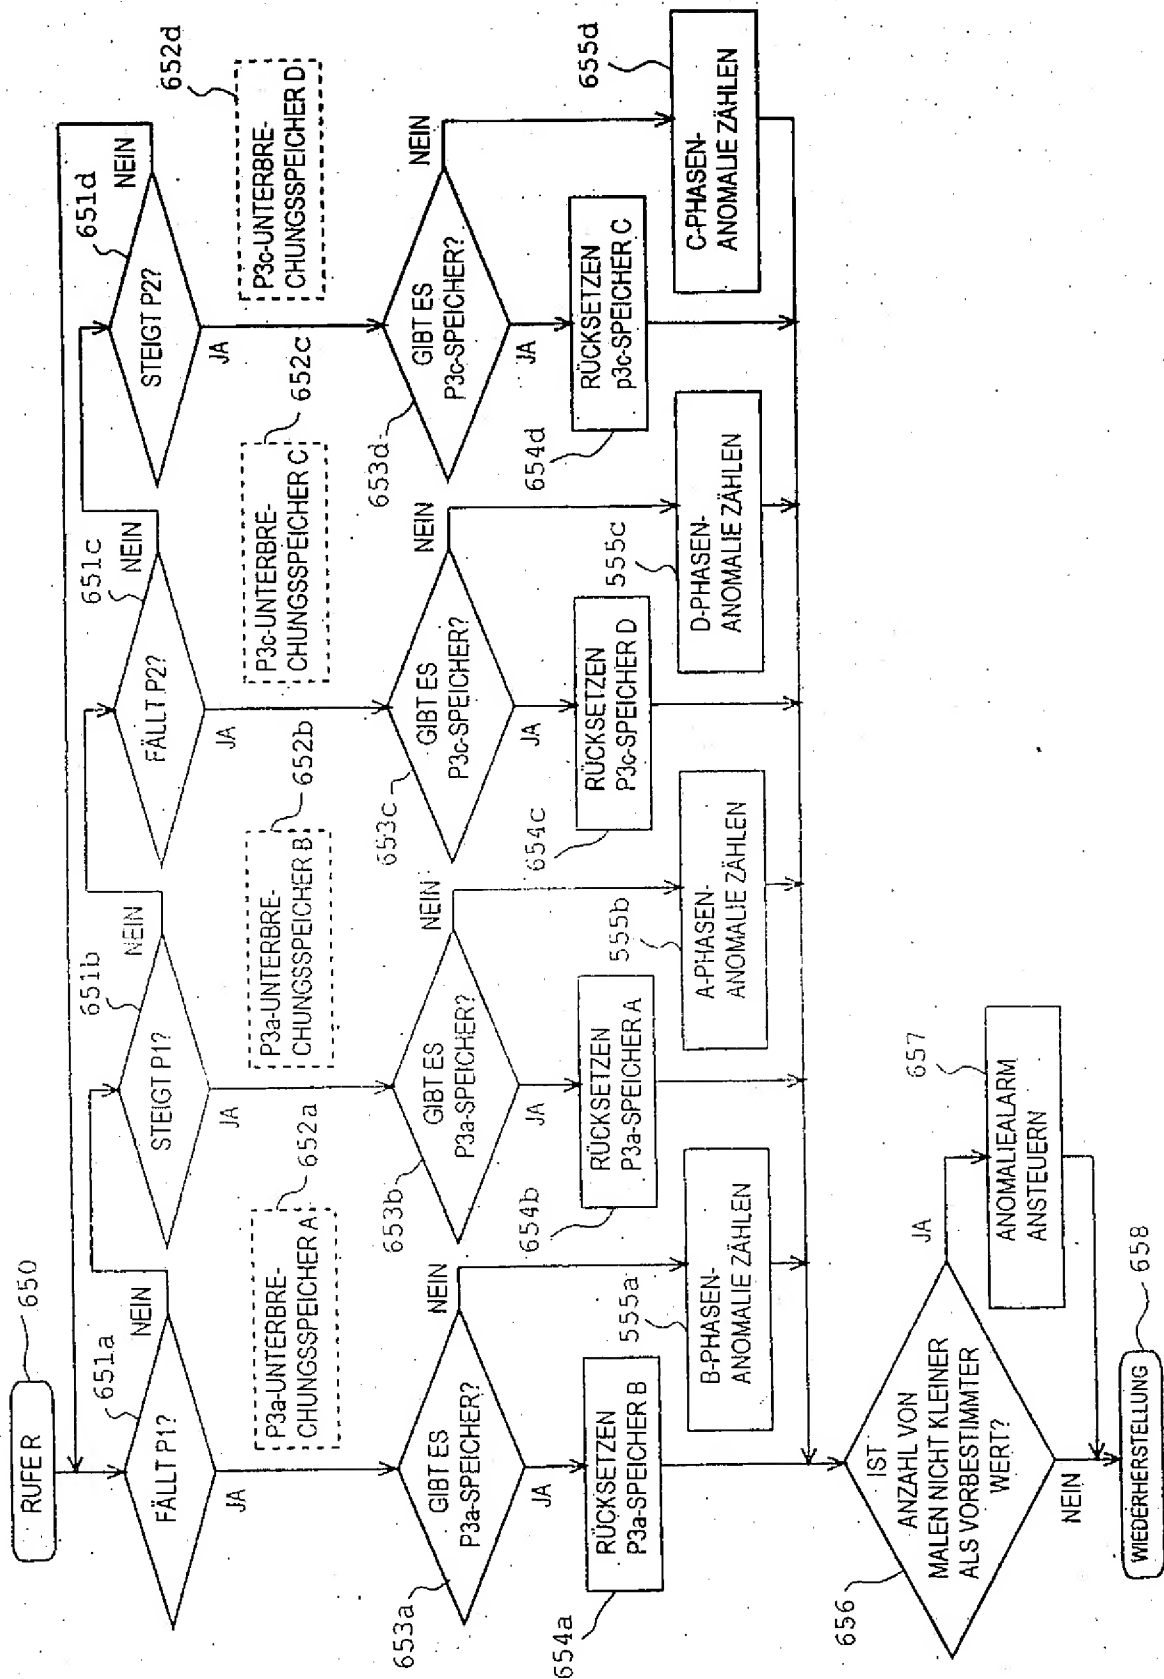 RUFER
650
FÄLLT P1?
651a
NEIN
JA
STEIGT P1?
651b
NEIN
JA
FÄLLT P2?
651c
NEIN
JA
STEIGT P2?
651d
NEIN
JA
P3a-UNTERBRE-
CHUNGSSPEICHER A
652a
P3a-UNTERBRE-
CHUNGSSPEICHER B
652b
P3c-UNTERBRE-
CHUNGSSPEICHER C
652c
P3c-UNTERBRE-
CHUNGSSPEICHER D
652d
GIBT ES
P3a-SPEICHER?
653a
NEIN
JA
GIBT ES
P3a-SPEICHER?
653b
NEIN
JA
GIBT ES
P3c-SPEICHER?
653c
NEIN
JA
GIBT ES
P3c-SPEICHER?
653d
NEIN
JA
RÜCKSETZEN
P3a-SPEICHER B
654a
RÜCKSETZEN
P3a-SPEICHER A
654b
RÜCKSETZEN
P3c-SPEICHER D
654c
RÜCKSETZEN
p3c-SPEICHER C
654d
B-PHASEN-
ANOMALIE ZÄHLEN
555a
A-PHASEN-
ANOMALIE ZÄHLEN
555b
D-PHASEN-
ANOMALIE ZÄHLEN
555c
C-PHASEN-
ANOMALIE ZÄHLEN
655d
IST
ANZAHL VON
MALEN NICHT KLEINER
ALS VORBESTIMMTER
WERT?
656
JA
NEIN
ANOMALIEALARM
ANSTEUERN
657
WIEDERHERSTELLUNG
658